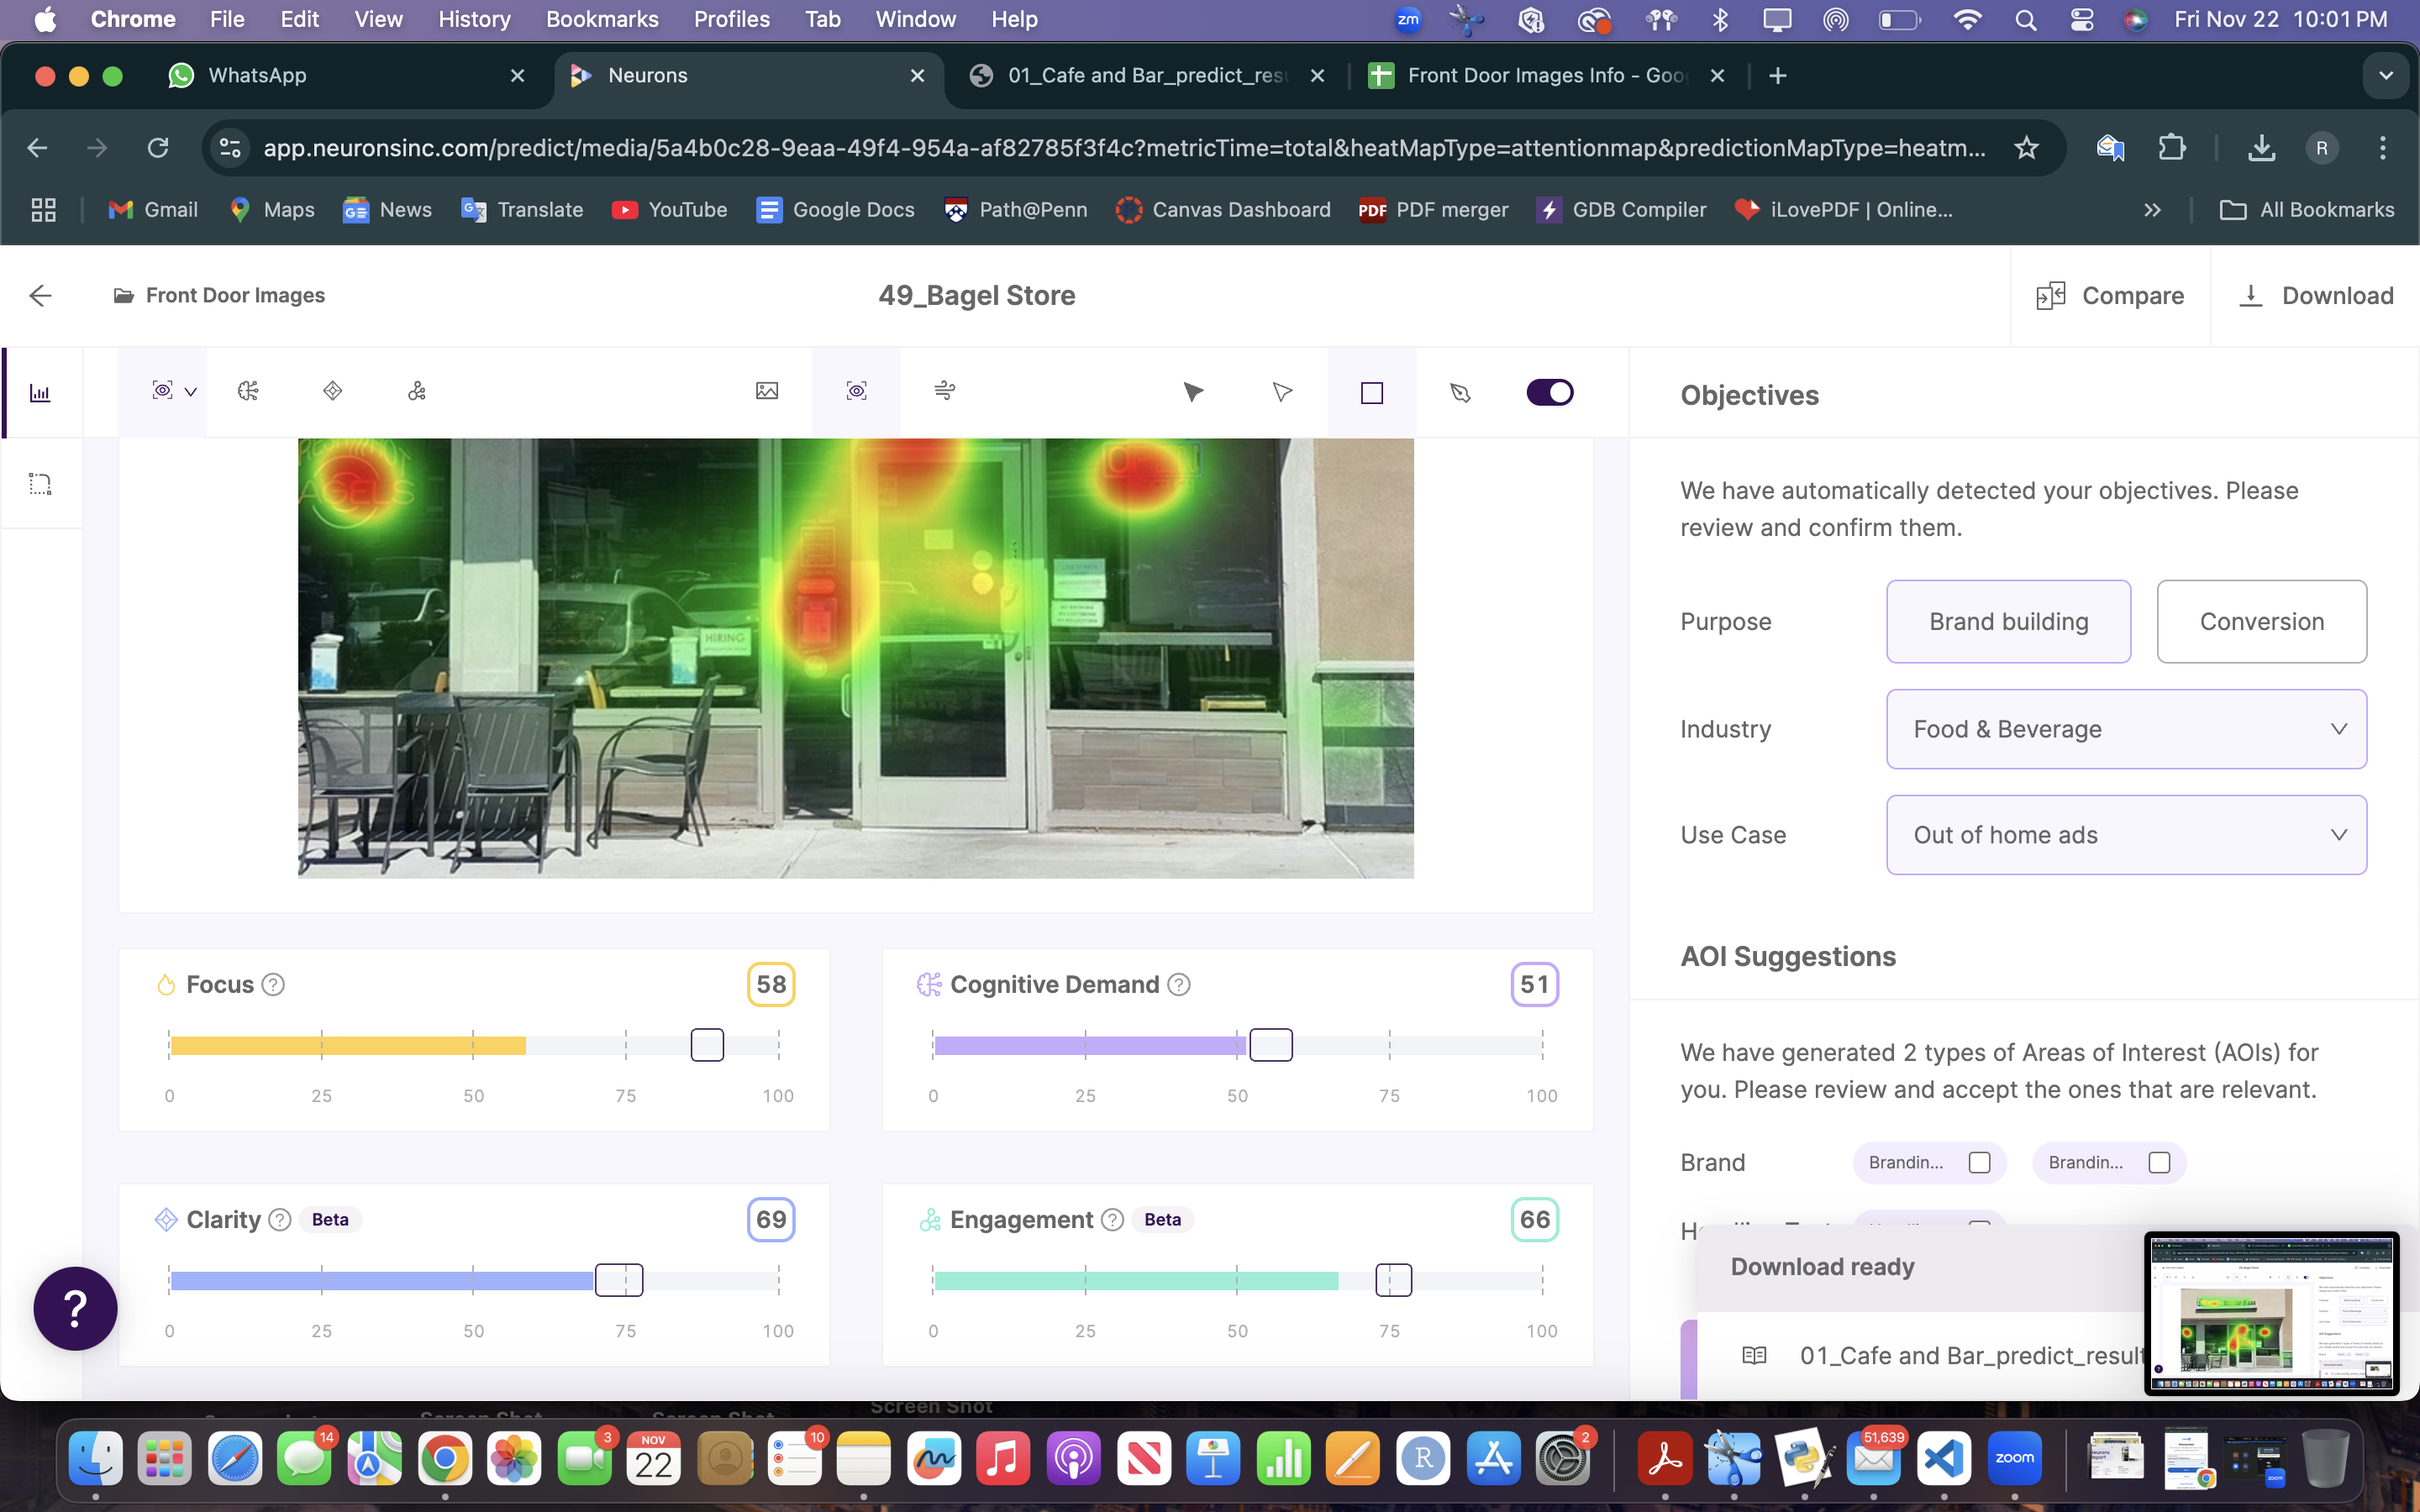 Chrome File Edit View History Bookmarks Profiles Tab Window Help zm Fri Nov 22 10:01 PM
WhatsApp Neurons 01_Cafe and Bar_predict_resu Front Door Images Info - Goo
app.neuronsinc.com/predict/media/5a4b0c28-9eaa-49f4-954a-af82785f3f4c?metricTime=total&heatMapType=attentionmap&predictionMapType=heatm... R
Gmail Maps News Translate YouTube Google Docs Path@Penn Canvas Dashboard PDF PDF merger GDB Compiler iLovePDF | Online... All Bookmarks
Front Door Images 49_Bagel Store Compare Download
Objectives
We have automatically detected your objectives. Please
review and confirm them.
Purpose Brand building Conversion
Industry Food & Beverage
Use Case Out of home ads
AGELS
HIRING
AOI Suggestions
We have generated 2 types of Areas of Interest (AOIs) for
you. Please review and accept the ones that are relevant.
Brand Brandin... Brandin...
Focus ? 58
0 25 50 75 100
Cognitive Demand ? 51
0 25 50 75 100
Clarity ? Beta 69
0 25 50 75 100
Engagement ? Beta 66
0 25 50 75 100
?
Download ready
01_Cafe and Bar_predict_result
Screen Shot
14 3 NOV 22 10 R 2 51,639 zoom